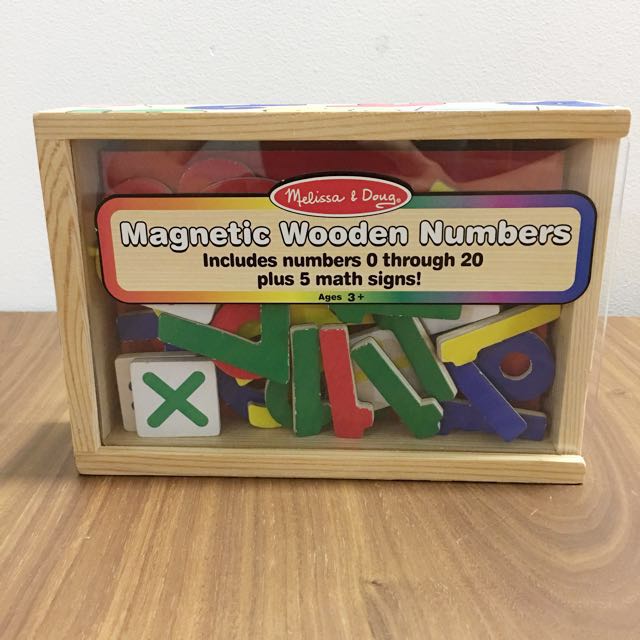 Melissa & Doug®
Magnetic Wooden Numbers
Includes numbers 0 through 20
plus 5 math signs!
Ages 3+
×